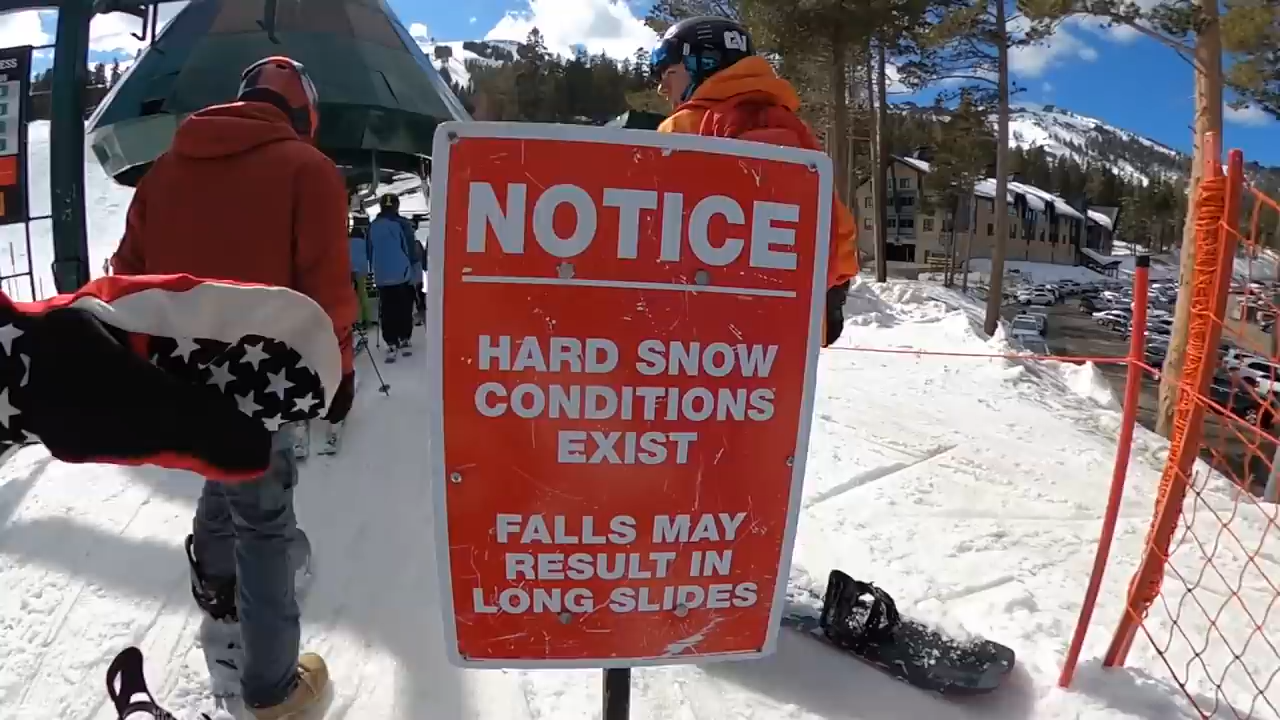 NOTICE
HARD SNOW
CONDITIONS
EXIST
FALLS MAY
RESULT IN
LONG SLIDES